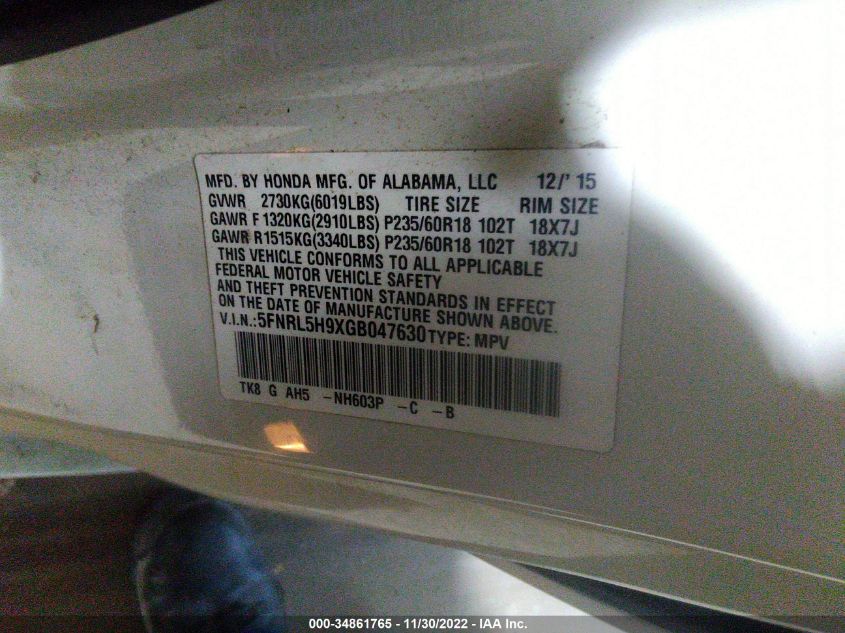 MFD. BY HONDA MFG. OF ALABAMA, LLC 12/' 15
GVWR 2730KG(6019LBS) TIRE SIZE RIM SIZE
GAWR F 1320KG(2910LBS) P235/60R18 102T 18X7J
GAWR R1515KG(3340LBS) P235/60R18 102T 18X7J
THIS VEHICLE CONFORMS TO ALL APPLICABLE
FEDERAL MOTOR VEHICLE SAFETY
AND THEFT PREVENTION STANDARDS IN EFFECT
ON THE DATE OF MANUFACTURE SHOWN ABOVE.
V.I.N.:5FNRL5H9XGB047630 TYPE: MPV
TK8 G AH5 -NH603P -C -B
000-34861765 - 11/30/2022 - IAA Inc.